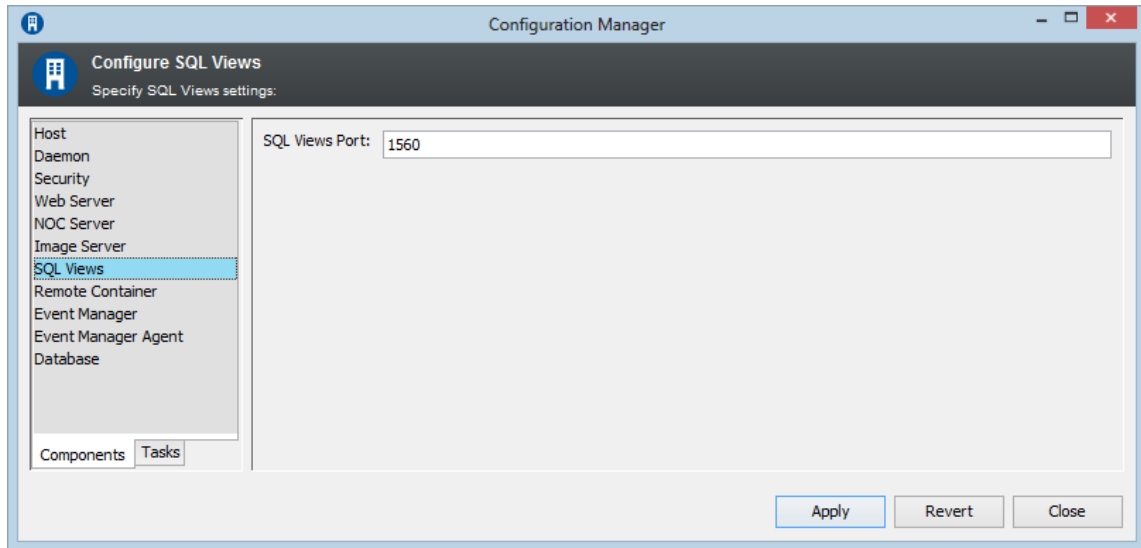 Configuration Manager
Configure SQL Views
Specify SQL Views settings:
Host
Daemon
Security
Web Server
NOC Server
Image Server
SQL Views
Remote Container
Event Manager
Event Manager Agent
Database
Components Tasks
SQL Views Port: 1560
Apply Revert Close